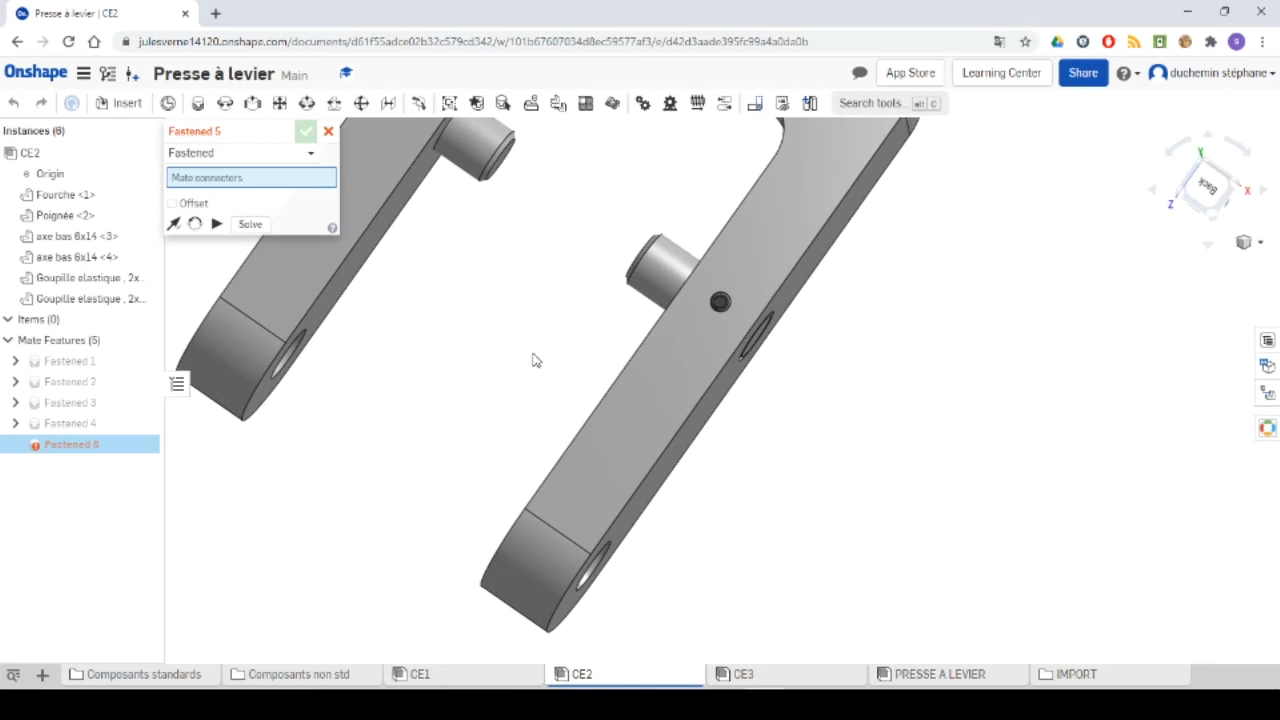 Presse à levier | CE2
julesverne14120.onshape.com/documents/d61f55adce02b32c579cd342/w/101b67607034d8ec59577af3/e/d42d3aade395fc99a4a0da0b
Onshape Presse à levier Main App Store Learning Center Share duchemin stéphane
Insert Search tools... alt C
Instances (6)
CE2
Origin
Fourche <1>
Poignée <2>
axe bas 6x14 <3>
axe bas 6x14 <4>
Goupille elastique , 2x...
Goupille elastique , 2x...
Items (0)
Mate Features (5)
Fastened 1
Fastened 2
Fastened 3
Fastened 4
Fastened 5
Fastened 5
Fastened
Mate connectors
Offset
Solve
Y
X
Z
Back
Composants standards Composants non std CE1 CE2 CE3 PRESSE A LEVIER IMPORT